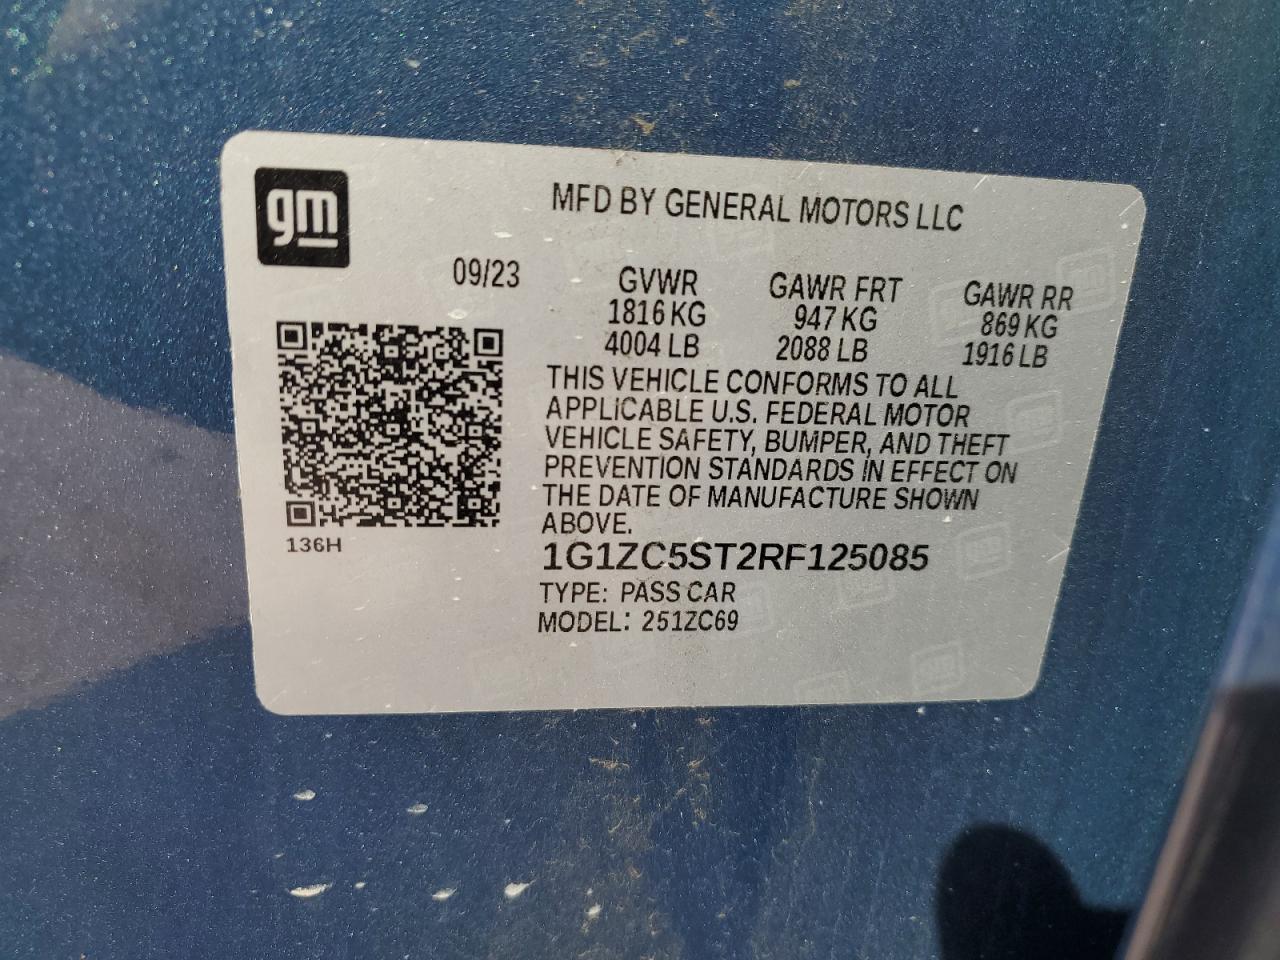 gm
MFD BY GENERAL MOTORS LLC
09/23
GVWR GAWR FRT GAWR RR
1816 KG 947 KG 869 KG
4004 LB 2088 LB 1916 LB
THIS VEHICLE CONFORMS TO ALL
APPLICABLE U.S. FEDERAL MOTOR
VEHICLE SAFETY, BUMPER, AND THEFT
PREVENTION STANDARDS IN EFFECT ON
THE DATE OF MANUFACTURE SHOWN
ABOVE.
136H
1G1ZC5ST2RF125085
TYPE: PASS CAR
MODEL: 251ZC69